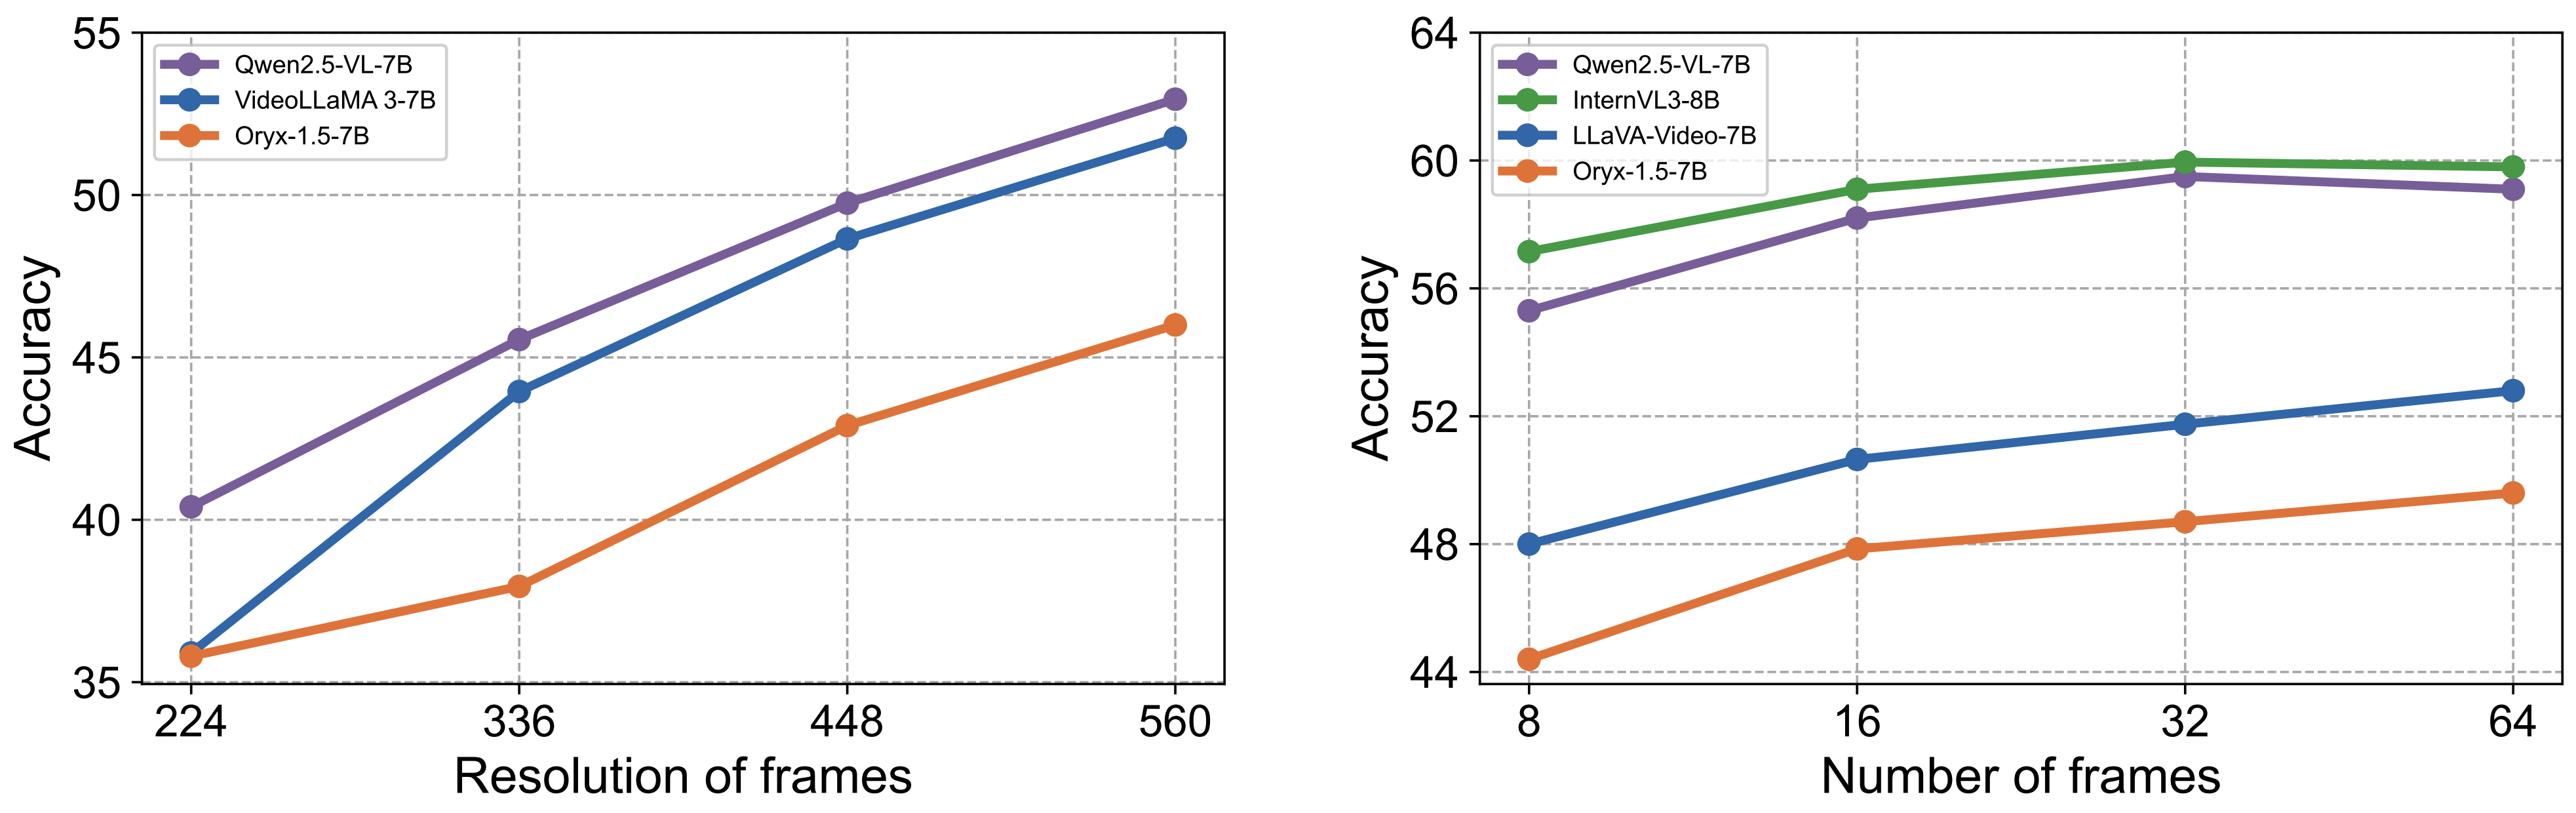 55
50
45
40
35
Accuracy
Qwen2.5-VL-7B
VideoLLaMA 3-7B
Oryx-1.5-7B
224 336 448 560
Resolution of frames
64
60
56
52
48
44
Accuracy
Qwen2.5-VL-7B
InternVL3-8B
LLaVA-Video-7B
Oryx-1.5-7B
8 16 32 64
Number of frames